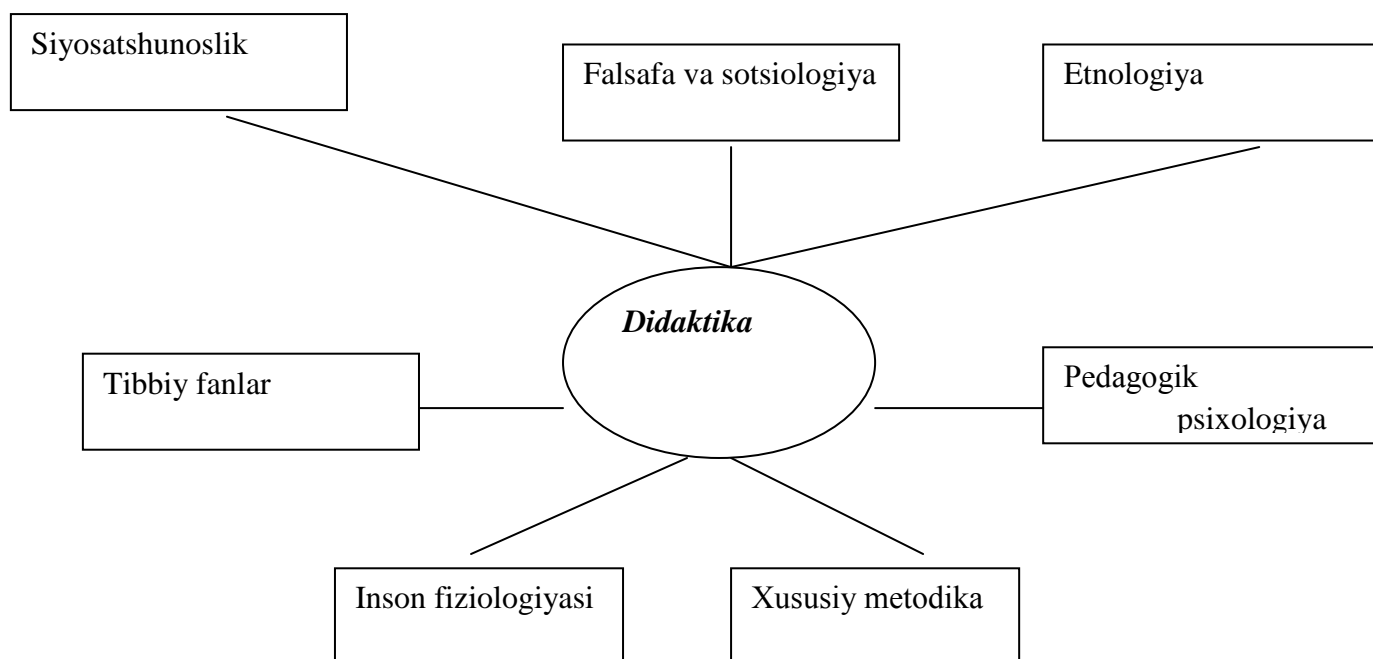 Siyosatshunoslik
Falsafa va sotsiologiya
Etnologiya
Didaktika
Tibbiy fanlar
Pedagogik
psixologiya
Inson fiziologiyasi
Xususiy metodika